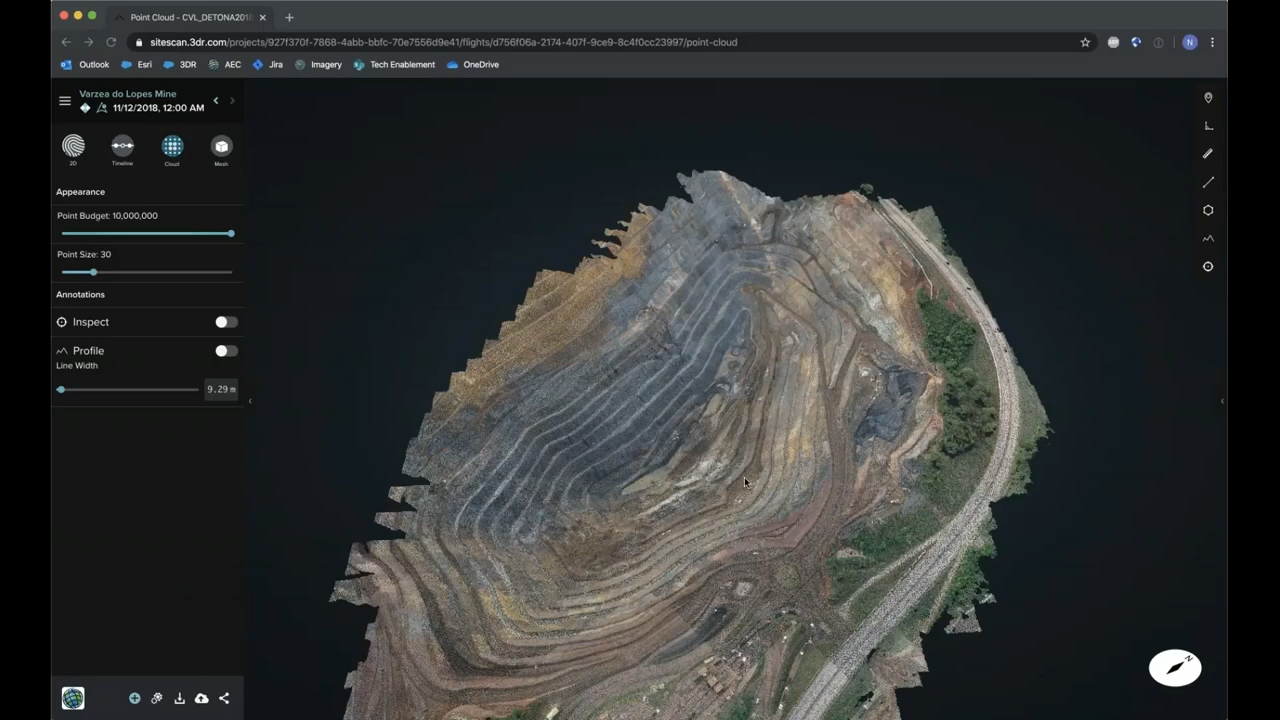 Point Cloud - CVL_DETONA201
sitescan.3dr.com/projects/927f370f-7868-4abb-bbfc-70e7556d9e41/flights/d756f06a-2174-407f-9ce9-8c4f0cc23997/point-cloud
N
Outlook Esri 3DR AEC Jira Imagery Tech Enablement OneDrive
Varzea do Lopes Mine
11/12/2018, 12:00 AM
2D Timeline Cloud Mesh
Appearance
Point Budget: 10,000,000
Point Size: 30
Annotations
Inspect
Profile
Line Width
9.29 m
N